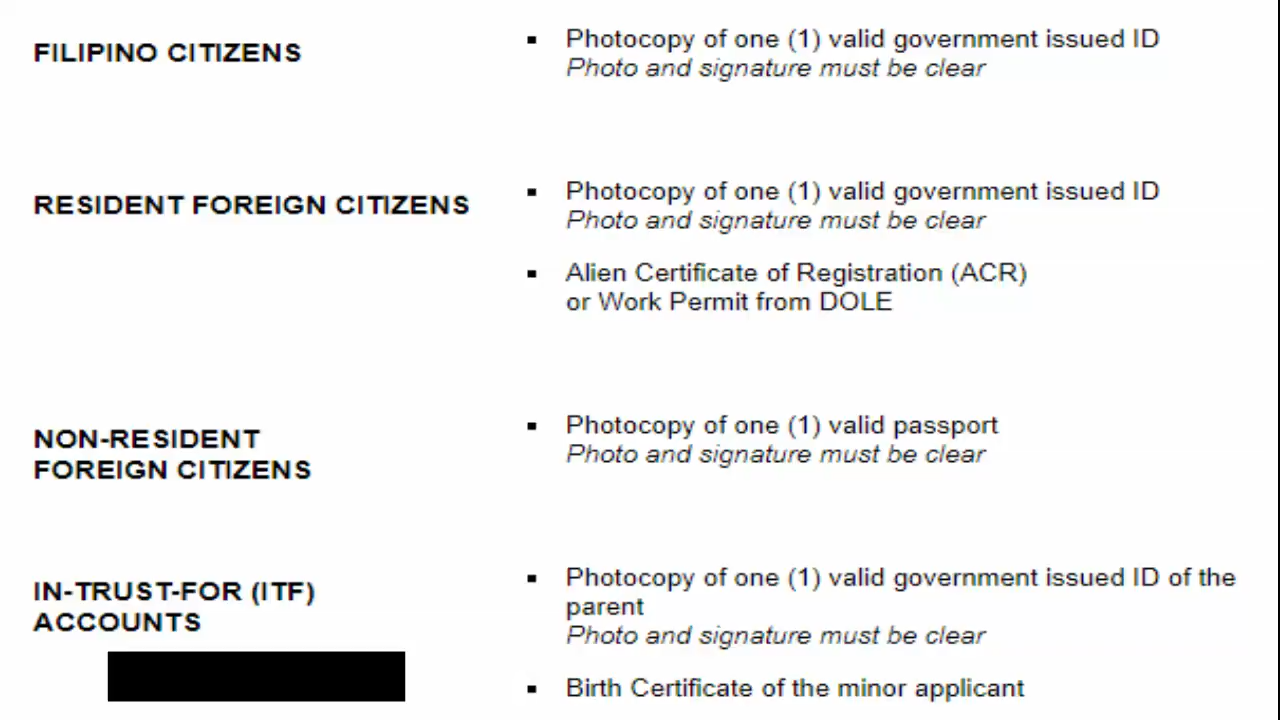 FILIPINO CITIZENS
▪ Photocopy of one (1) valid government issued ID
Photo and signature must be clear
RESIDENT FOREIGN CITIZENS
▪ Photocopy of one (1) valid government issued ID
Photo and signature must be clear
▪ Alien Certificate of Registration (ACR)
or Work Permit from DOLE
NON-RESIDENT
FOREIGN CITIZENS
▪ Photocopy of one (1) valid passport
Photo and signature must be clear
IN-TRUST-FOR (ITF)
ACCOUNTS
▪ Photocopy of one (1) valid government issued ID of the
parent
Photo and signature must be clear
▪ Birth Certificate of the minor applicant